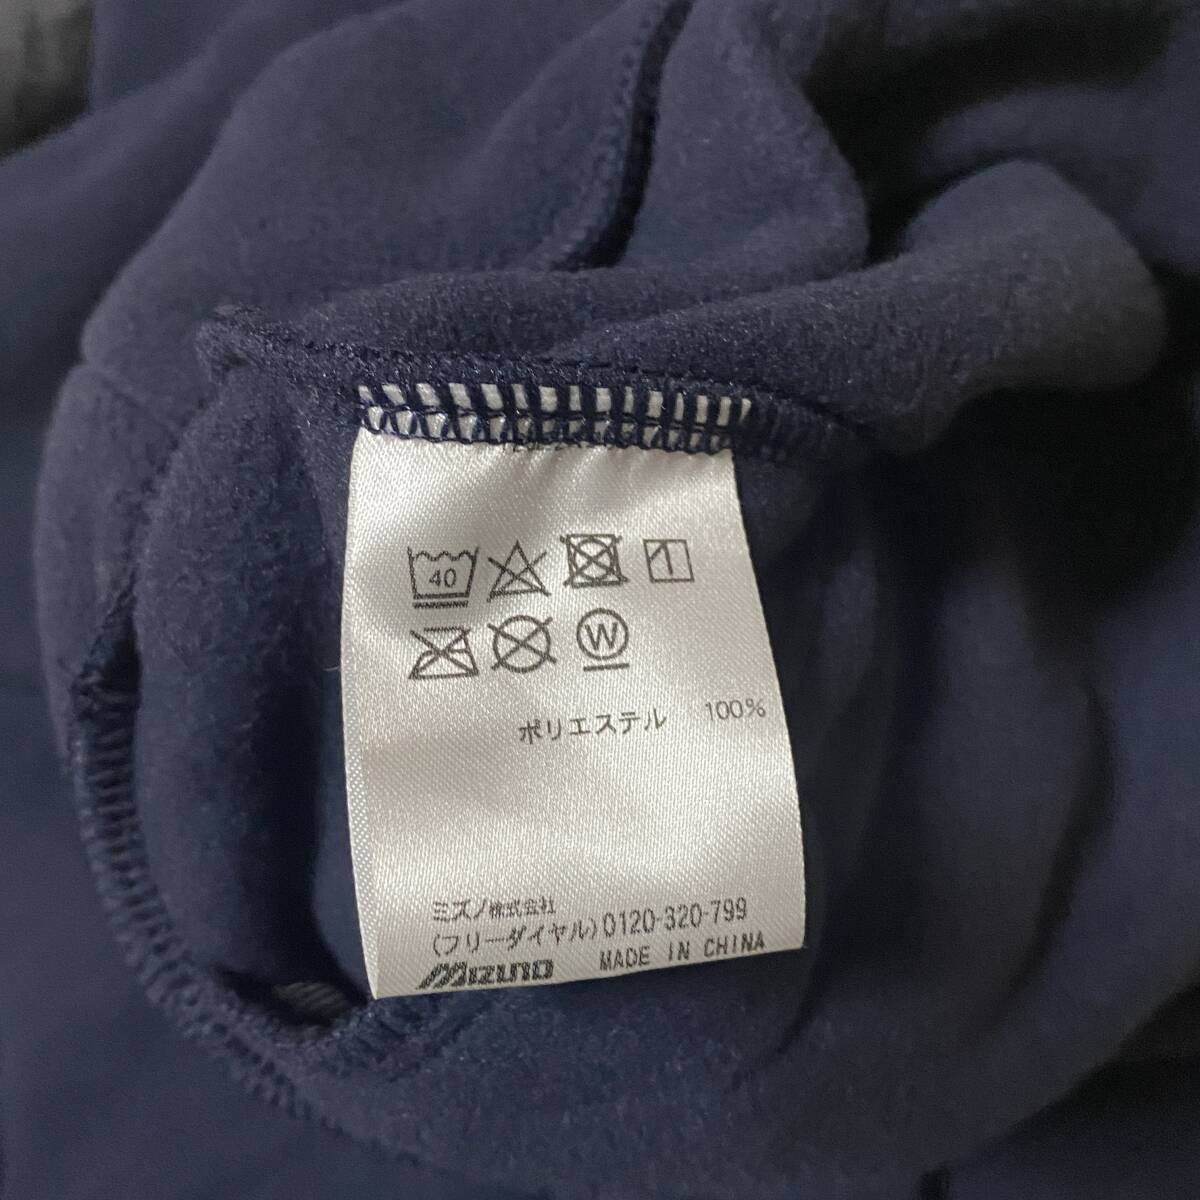 40
W
ポリエステル 100%
ミズノ株式会社
(フリーダイヤル)0120-320-799
Mizuno MADE IN CHINA